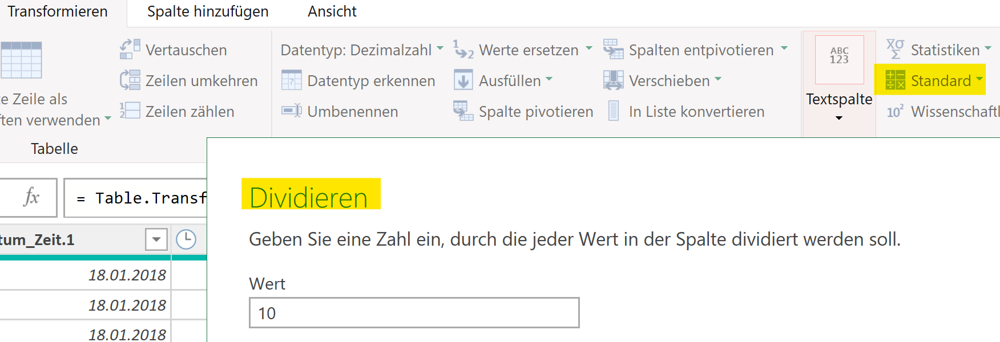 Transformieren Spalte hinzufügen Ansicht
Vertauschen Datentyp: Dezimalzahl Werte ersetzen Spalten entpivotieren ABC 123 Statistiken
Zeilen umkehren Datentyp erkennen Ausfüllen Verschieben Standard
e Zeile als Textspalte
ften verwenden Zeilen zählen Umbenennen Spalte pivotieren In Liste konvertieren 10² Wissenschaftl
Tabelle
fx = Table.Transf
Dividieren
tum_Zeit.1
Geben Sie eine Zahl ein, durch die jeder Wert in der Spalte dividiert werden soll.
18.01.2018
Wert
18.01.2018
10
18.01.2018